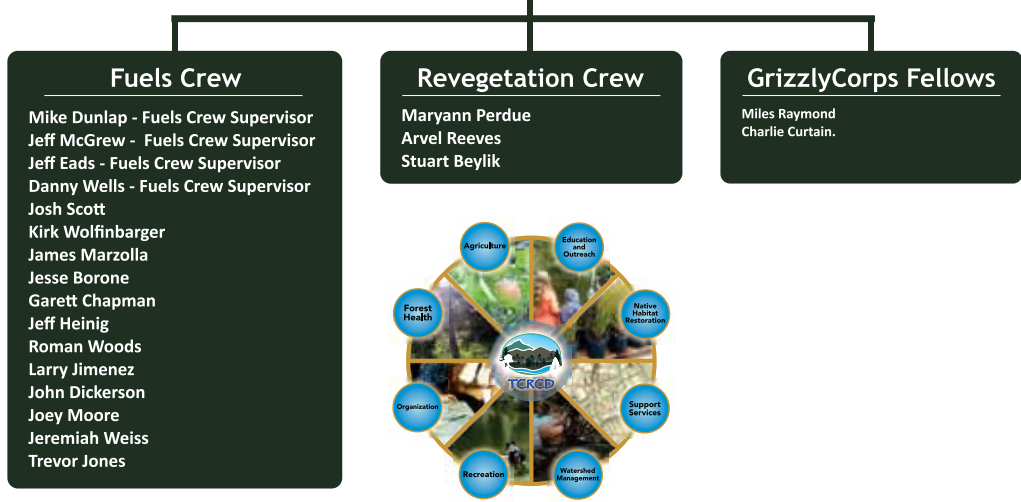 Fuels Crew
Mike Dunlap - Fuels Crew Supervisor
Jeff McGrew -  Fuels Crew Supervisor
Jeff Eads - Fuels Crew Supervisor
Danny Wells - Fuels Crew Supervisor
Josh Scott
Kirk Wolfinbarger
James Marzolla
Jesse Borone
Garett Chapman
Jeff Heinig
Roman Woods
Larry Jimenez
John Dickerson
Joey Moore
Jeremiah Weiss
Trevor Jones
Revegetation Crew
Maryann Perdue
Arvel Reeves
Stuart Beylik
GrizzlyCorps Fellows
Miles Raymond
Charlie Curtain.
Agriculture
Education
and
Outreach
Forest
Health
Native
Habitat
Restoration
TCRCD
Organization
Support
Services
Recreation
Watershed
Management